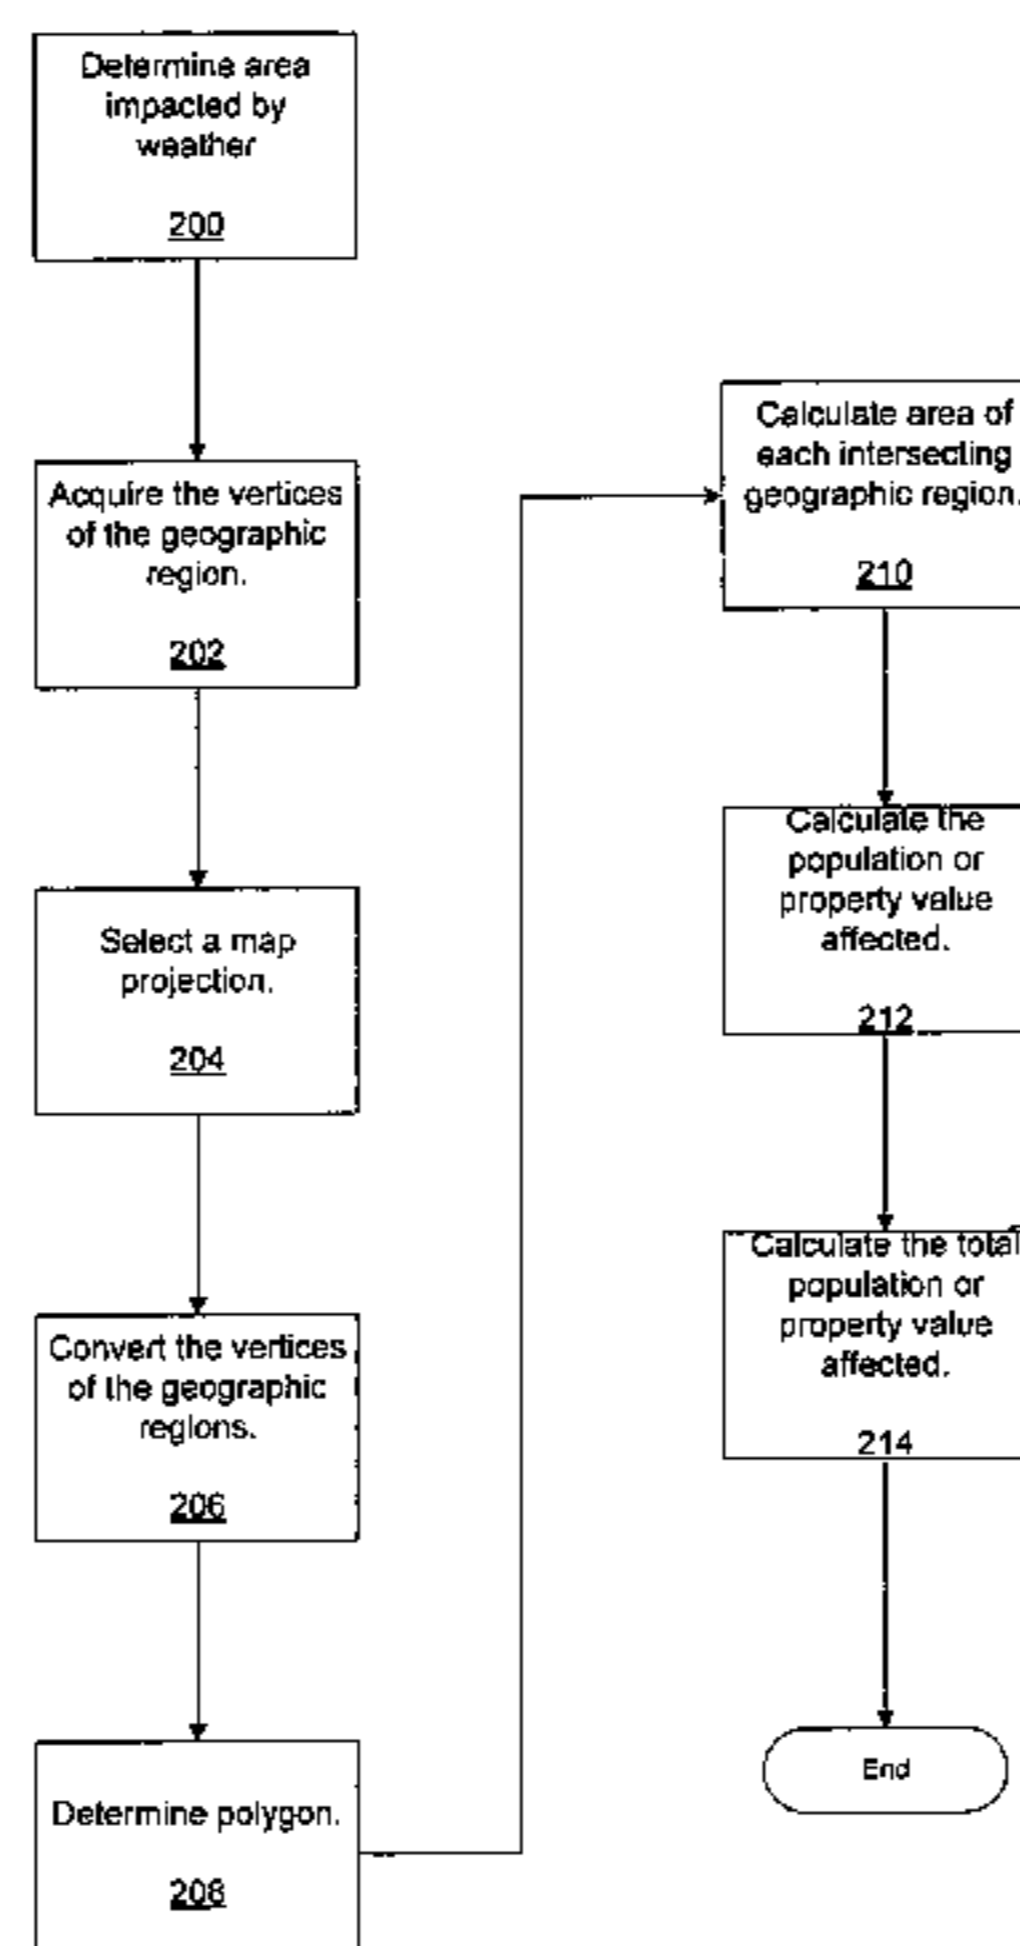 Determine area
impacted by
weather
200
Acquire the vertices
of the geographic
region.
202
Select a map
projection.
204
Convert the vertices
of the geographic
regions.
206
Determine polygon.
208
Calculate area of
each intersecting
geographic region.
210
Calculate the
population or
property value
affected.
212
Calculate the total
population or
property value
affected.
214
End